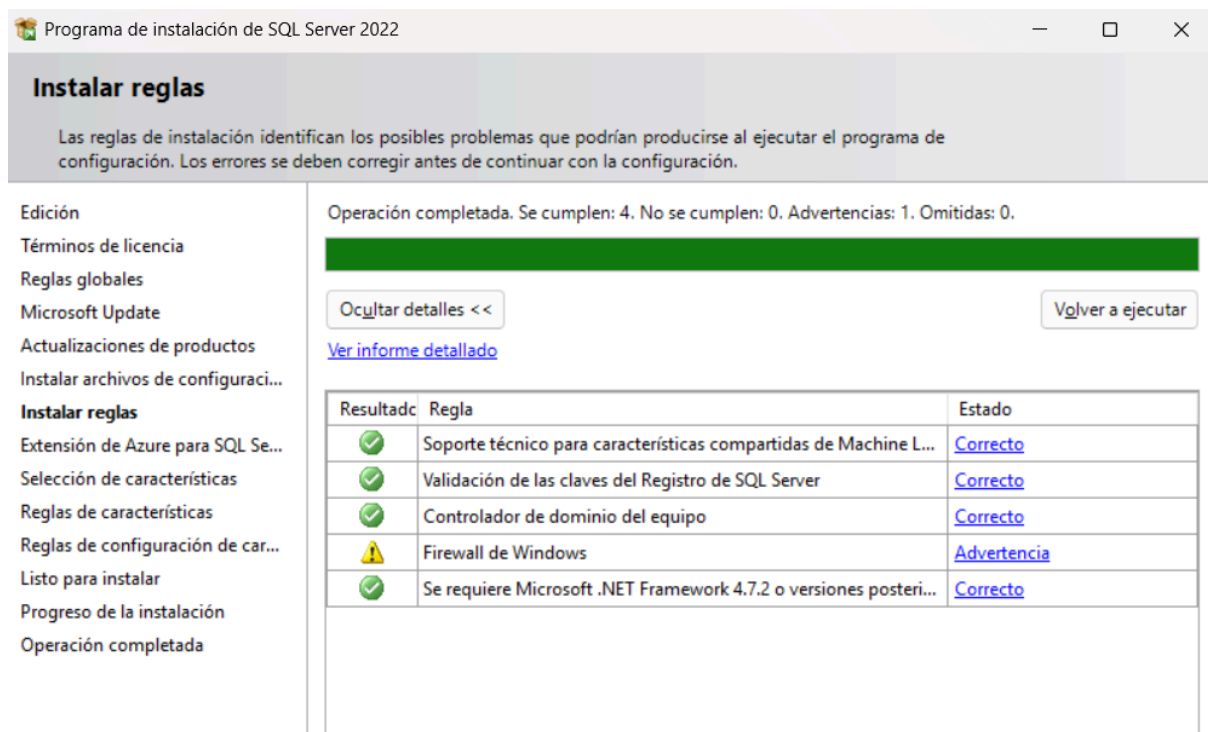 Programa de instalación de SQL Server 2022
Instalar reglas
Las reglas de instalación identifican los posibles problemas que podrían producirse al ejecutar el programa de
configuración. Los errores se deben corregir antes de continuar con la configuración.
Edición
Términos de licencia
Reglas globales
Microsoft Update
Actualizaciones de productos
Instalar archivos de configuraci...
Instalar reglas
Extensión de Azure para SQL Se...
Selección de características
Reglas de características
Reglas de configuración de car...
Listo para instalar
Progreso de la instalación
Operación completada
Operación completada. Se cumplen: 4. No se cumplen: 0. Advertencias: 1. Omitidas: 0.
Ocultar detalles << Volver a ejecutar
Ver informe detallado
Resultado Regla Estado
Soporte técnico para características compartidas de Machine L... Correcto
Validación de las claves del Registro de SQL Server Correcto
Controlador de dominio del equipo Correcto
Firewall de Windows Advertencia
Se requiere Microsoft .NET Framework 4.7.2 o versiones posteri... Correcto